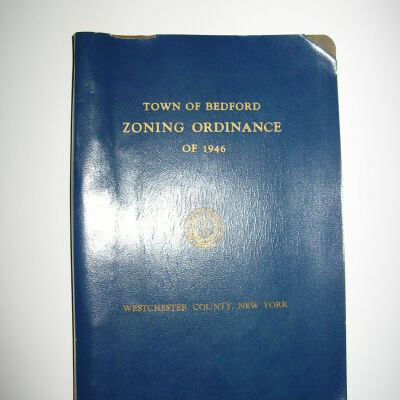 TOWN OF BEDFORD
ZONING ORDINANCE
OF 1946
WESTCHESTER COUNTY, NEW YORK